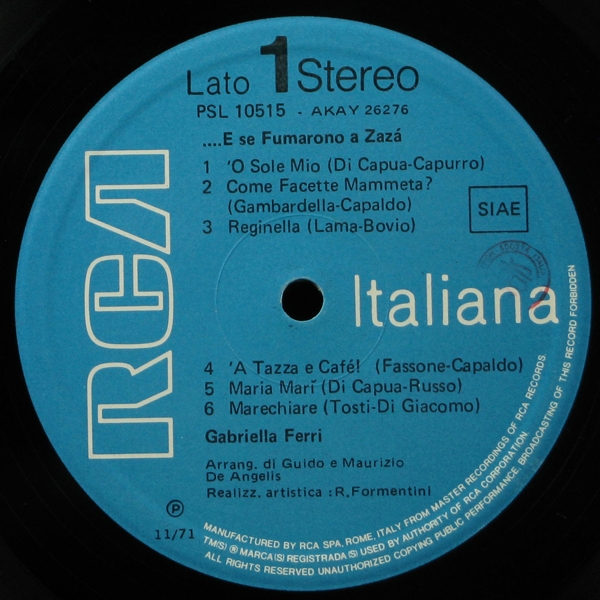 Lato 1 Stereo
PSL 10515 - AKAY 26276
....E se Fumarono a Zazá
1 'O Sole Mio (Di Capua-Capurro)
2 Come Facette Mammeta?
(Gambardella-Capaldo)
3 Reginella (Lama-Bovio)
SIAE
RCA
Italiana
4 'A Tazza e Café! (Fassone-Capaldo)
5 Maria Marí (Di Capua-Russo)
6 Marechiare (Tosti-Di Giacomo)
Gabriella Ferri
Arrang. di Guido e Maurizio
De Angelis
Realizz. artistica : R. Formentini
Ⓟ
11/71
MANUFACTURED BY RCA SPA, ROME, ITALY FROM MASTER RECORDINGS OF RCA RECORDS
TM(S) ® MARCA(S) REGISTRADA(S) USED BY AUTHORITY OF RCA CORPORATION.
ALL RIGHTS RESERVED UNAUTHORIZED COPYING PUBLIC PERFORMANCE BROADCASTING OF THIS RECORD FORBIDDEN